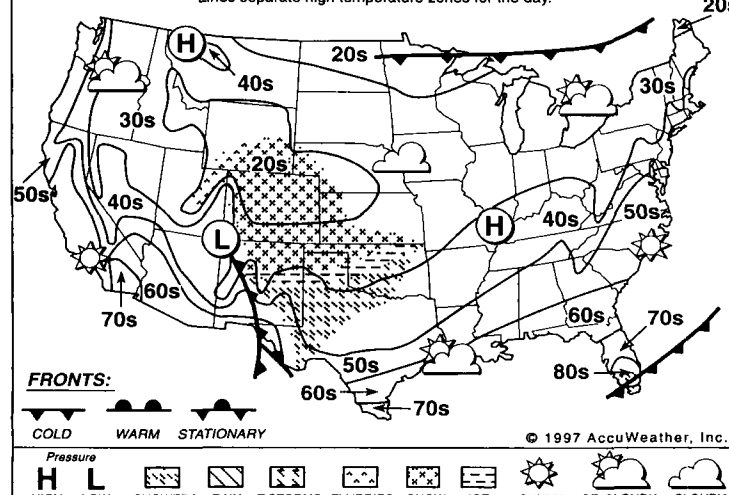 separate high temperature zones for the day.
20s
H
20s
40s
30s
30s
20s
50s
40s
H
40s
50s
L
60s
60s
70s
70s
50s
80s
FRONTS:
60s
70s
COLD WARM STATIONARY
© 1997 AccuWeather, Inc.
Pressure
H L